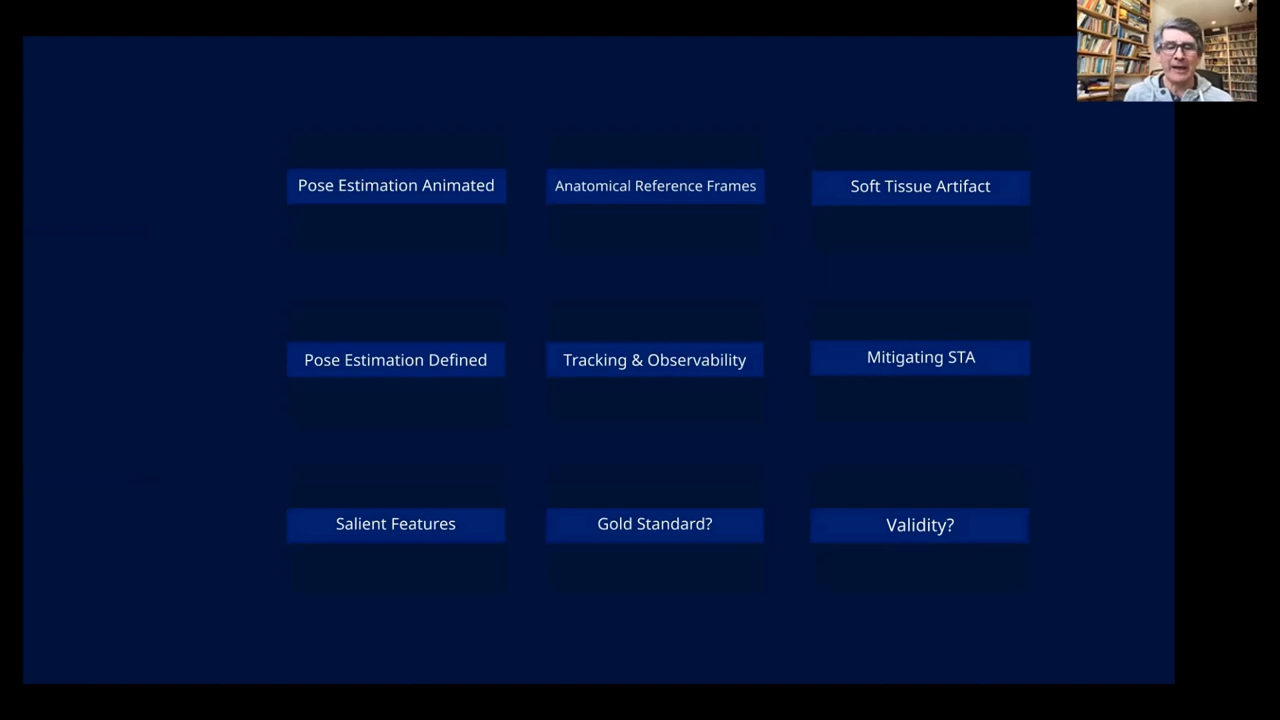 Pose Estimation Animated
Anatomical Reference Frames
Soft Tissue Artifact
Pose Estimation Defined
Tracking & Observability
Mitigating STA
Salient Features
Gold Standard?
Validity?